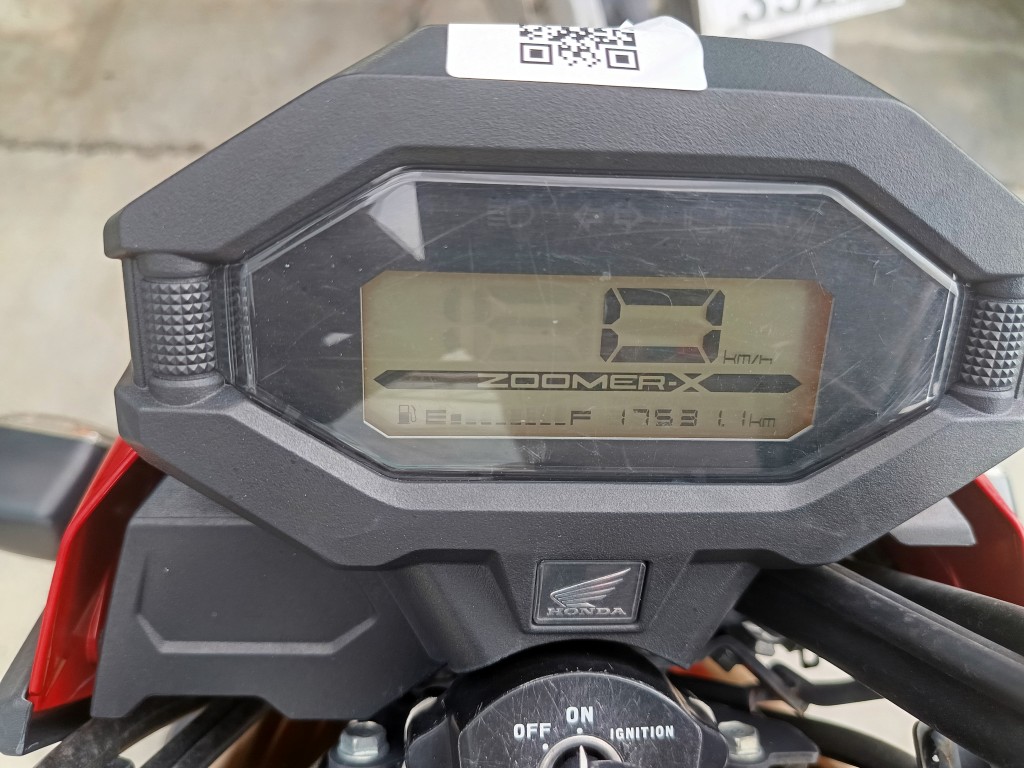 0
km/h
ZOOMER-X
E F 17531.1km
HONDA
OFF ON IGNITION